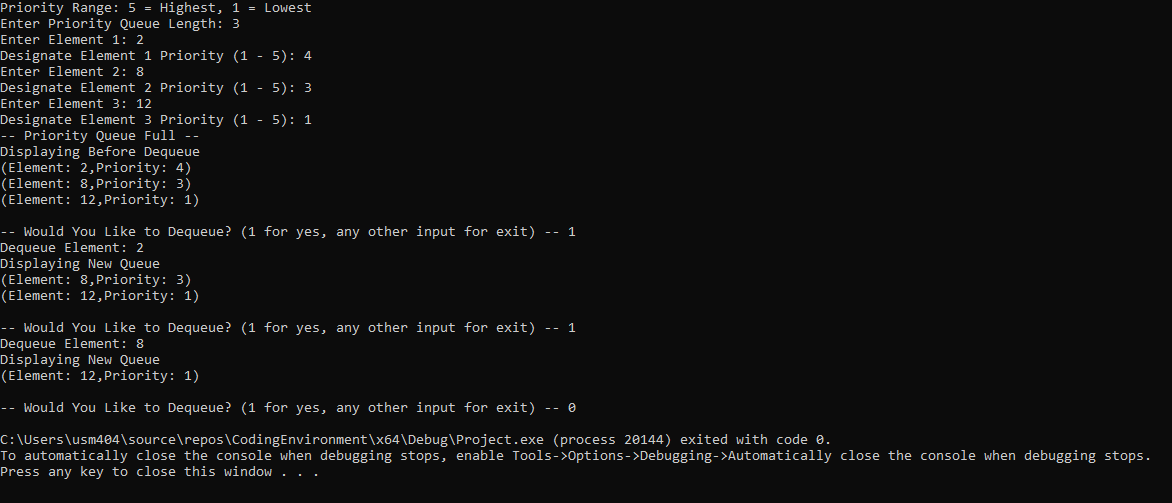 Priority Range: 5 = Highest, 1 = Lowest
Enter Priority Queue Length: 3
Enter Element 1: 2
Designate Element 1 Priority (1 - 5): 4
Enter Element 2: 8
Designate Element 2 Priority (1 - 5): 3
Enter Element 3: 12
Designate Element 3 Priority (1 - 5): 1
-- Priority Queue Full --
Displaying Before Dequeue
(Element: 2,Priority: 4)
(Element: 8,Priority: 3)
(Element: 12,Priority: 1)
-- Would You Like to Dequeue? (1 for yes, any other input for exit) -- 1
Dequeue Element: 2
Displaying New Queue
(Element: 8,Priority: 3)
(Element: 12,Priority: 1)
-- Would You Like to Dequeue? (1 for yes, any other input for exit) -- 1
Dequeue Element: 8
Displaying New Queue
(Element: 12,Priority: 1)
-- Would You Like to Dequeue? (1 for yes, any other input for exit) -- 0
C:\Users\usm404\source\repos\CodingEnvironment\x64\Debug\Project.exe (process 20144) exited with code 0.
To automatically close the console when debugging stops, enable Tools->Options->Debugging->Automatically close the console when debugging stops.
Press any key to close this window . . .